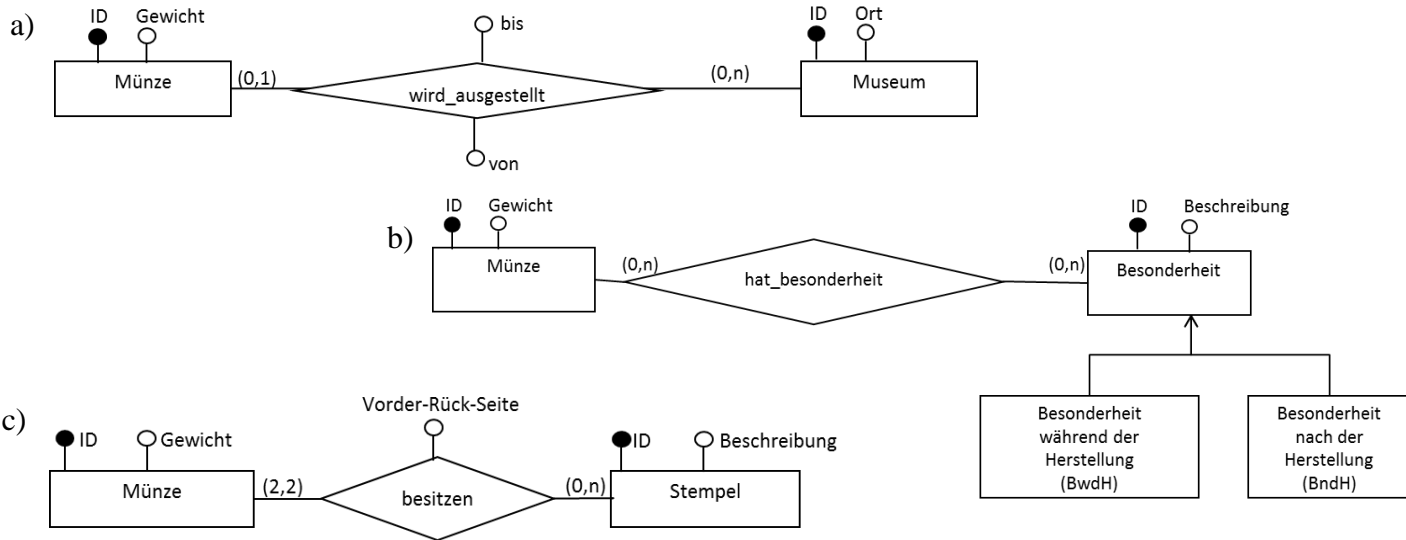 a)
ID
Gewicht
Münze
(0,1)
bis
wird_ausgestellt
von
(0,n)
ID
Ort
Museum
b)
ID
Gewicht
Münze
(0,n)
hat_besonderheit
(0,n)
ID
Beschreibung
Besonderheit
Besonderheit
während der
Herstellung
(BwdH)
Besonderheit
nach der
Herstellung
(BndH)
c)
ID
Gewicht
Münze
(2,2)
Vorder-Rück-Seite
besitzen
(0,n)
ID
Beschreibung
Stempel